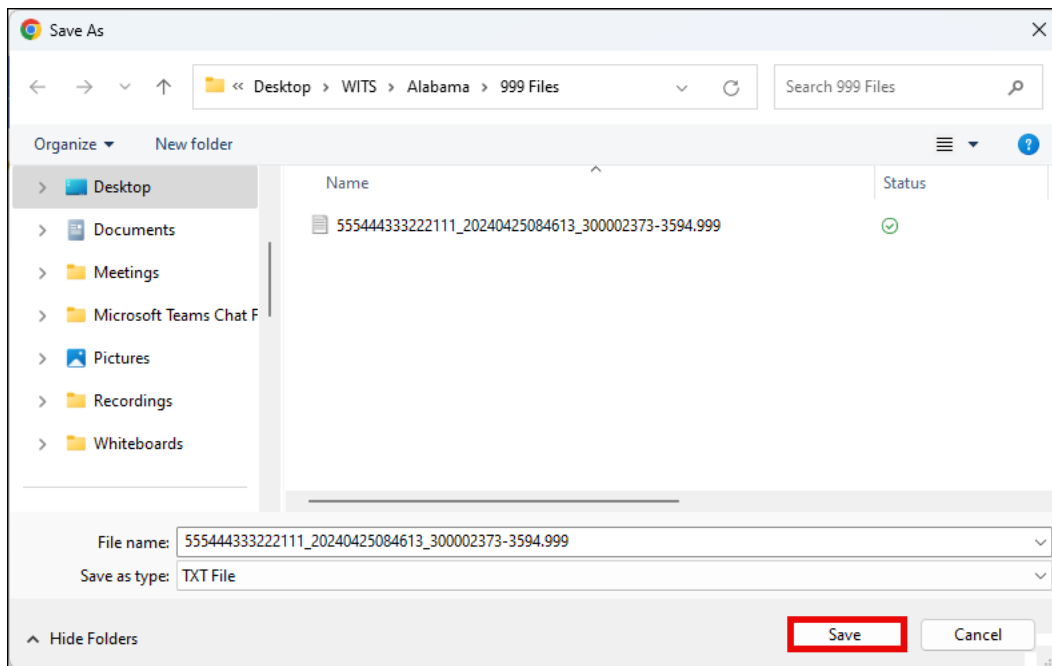 Save As
« Desktop > WITS > Alabama > 999 Files
Search 999 Files
Organize
New folder
?
Name
Status
Desktop
555444333222111_20240425084613_300002373-3594.999
Documents
Meetings
Microsoft Teams Chat F
Pictures
Recordings
Whiteboards
File name: 555444333222111_20240425084613_300002373-3594.999
Save as type: TXT File
Hide Folders
Save
Cancel